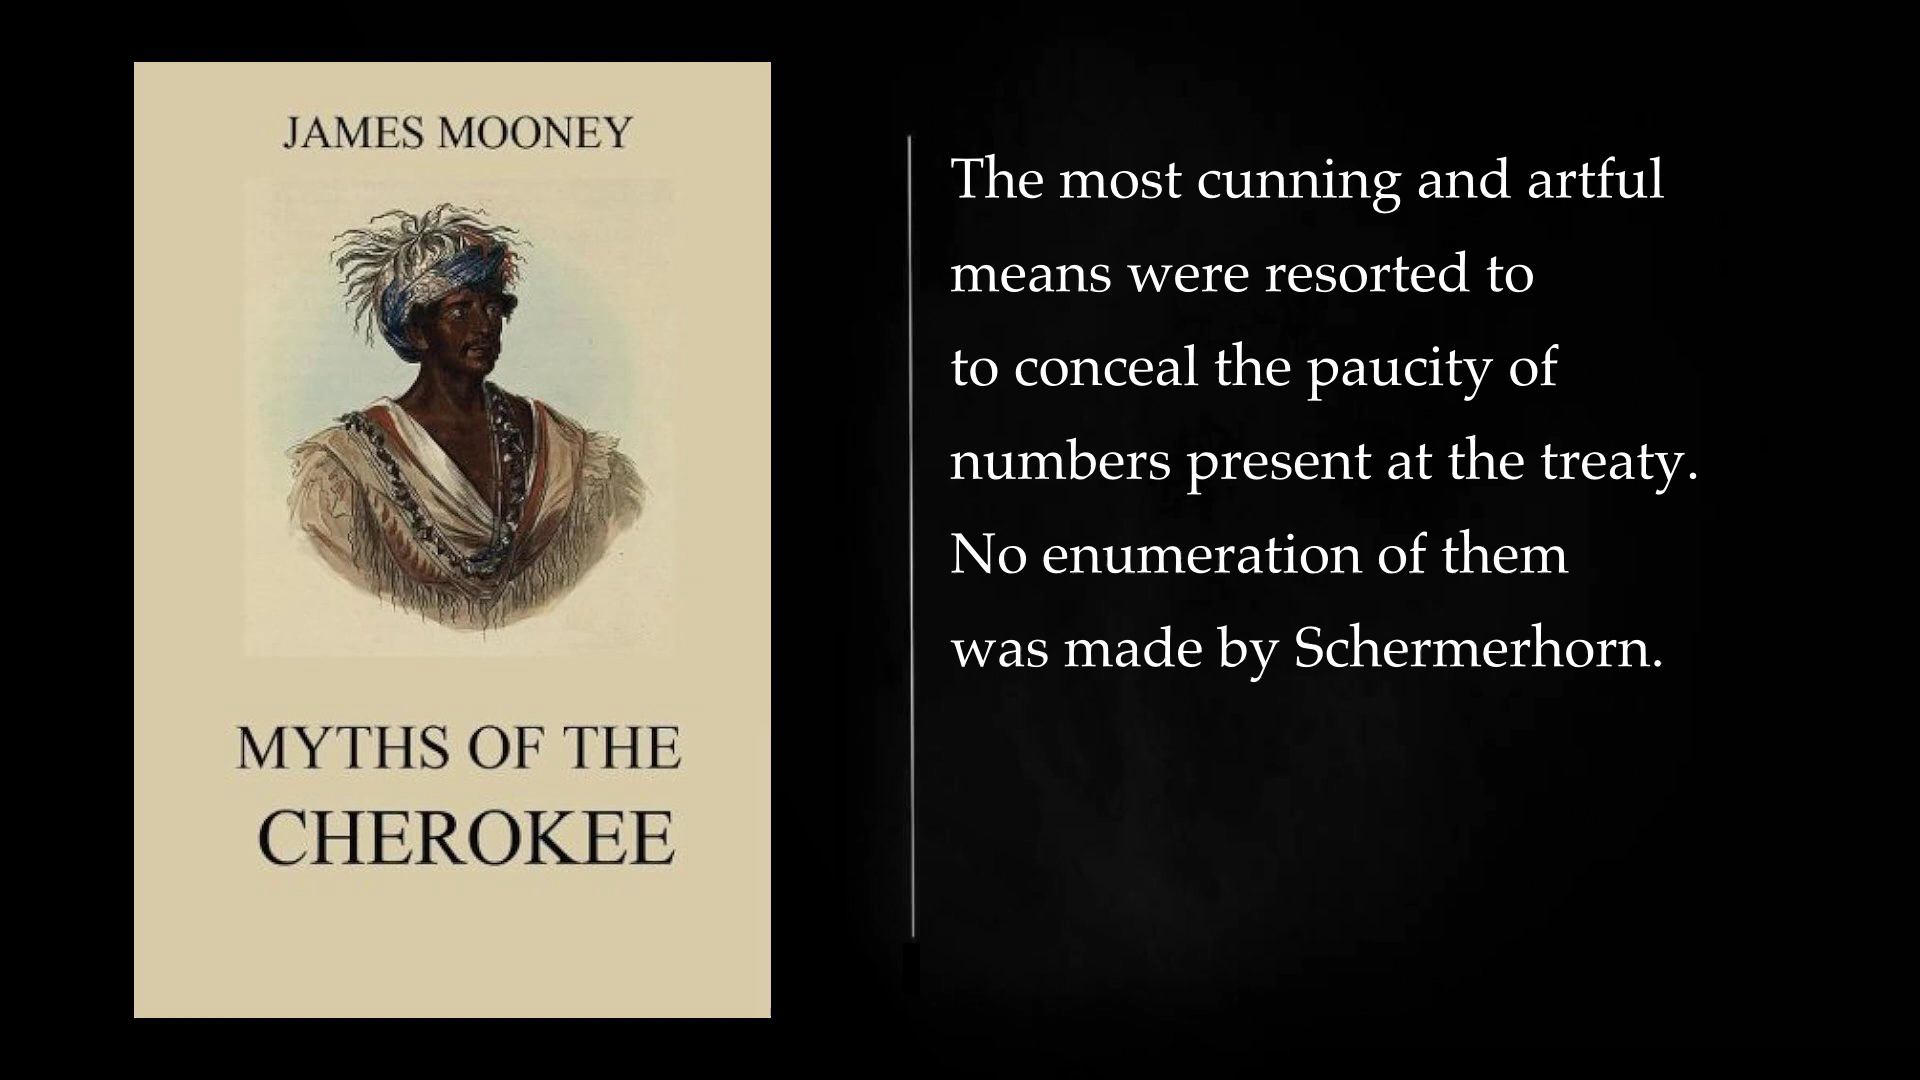 JAMES MOONEY
MYTHS OF THE
CHEROKEE
The most cunning and artful
means were resorted to
to conceal the paucity of
numbers present at the treaty.
No enumeration of them
was made by Schermerhorn.